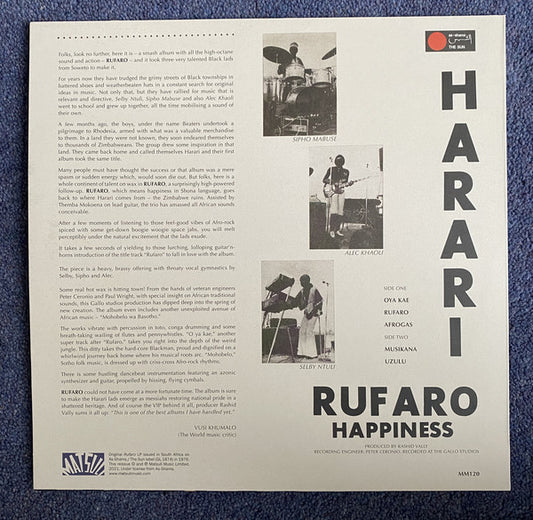 Folks, look no further, here it is – a smash album with all the high-octane
sound and action – RUFARO – and it took three very talented Black lads
from Soweto to make it.
For years now they have trudged the grimy streets of Black townships in
battered shoes and weatherbeaten hats in a constant search for original
ideas in music. Not only that, but they have rallied for music that is
relevant and directive. Selby Ntuli, Sipho Mabuse and also Alec Khaoli
went to school and grew up together, all the time mobilising a sound of
their own.
A few months ago, the boys, under the name Beaters undertook a
pilgrimage to Rhodesia, armed with what was a valuable merchandise
to them. In a land they were not known, they soon endeared themselves
to thousands of Zimbabweans. The group drew some inspiration in that
land. They came back home and called themselves Harari and their first
album took the same title.
Many people must have thought the success or that album was a mere
spasm or sudden energy which, would soon die out. But folks, here is a
whole continent of talent on wax in RUFARO, a surprisingly high-powered
follow-up. RUFARO, which means happiness in Shona language, goes
back to where Harari comes from – the Zimbabwe ruins. Assisted by
Themba Mokoena on lead guitar, the trio has amassed all African sounds
conceivable.
After a few moments of listening to those feel-good vibes of Afro-rock
spiced with some get-down boogie woogie space jabs, you will melt
perceptively under the natural excitement that the lads exude.
It takes a few seconds of yielding to those lurching, lolloping guitar'n-
horns introduction of the title track "Rufaro" to fall in love with the album.
The piece is a heavy, brassy offering with throaty vocal gymnastics by
Selby, Sipho and Alec.
Some real hot wax is hitting town! From the hands of veteran engineers
Peter Ceronio and Paul Wright, with special insight on African traditional
sounds, this Gallo studios production has dipped deep into the spring of
new creation. The album even includes another unexploited avenue of
African music – "Mohobelo wa Basotho."
The works vibrate with percussion in toto, conga drumming and some
breath-taking wailing of flutes and pennywhistles. "O ya kae," another
super track after "Rufaro." takes you right into the depth of the weird
jungle. This ditty takes the hard-core Blackman, proud and dignified on a
whirlwind journey back home where his musical roots are. "Mohobelo,"
Sotho folk music, is dressed up with criss-cross Afro-rock rhythms.
There is some hustling dancebeat instrumentation featuring an azonic
synthesizer and guitar, propelled by hissing, flying cymbals.
RUFARO could not have come at a more fortunate time. The album is sure
to make the Harari lads emerge as messiahs restoring national pride in a
shattered heritage. And of course the VIP behind it all, producer Rashid
Vally sums it all up. "This is one of the best albums I have handled yet."
VUSI KHUMALO
(The World music critic)
MATSULI
Original Rufaro LP issued in South Africa on
As-Shams / The Sun label (GL 1874) in 1976.
This reissue ℗ and © Matsuli Music Limited,
2021. Under license from As-Shams.
www.matsulimusic.com
SIPHO MABUSE
ALEC KHAOLI
SELBY NTULI
as-shams
الشمس
THE SUN
HARARI
SIDE ONE
OYA KAE
RUFARO
AFROGAS
SIDE TWO
MUSIKANA
UZULU
RUFARO
HAPPINESS
PRODUCED BY RASHID VALLY
RECORDING ENGINEER: PETER CERONIO, RECORDED AT THE GALLO STUDIOS
MM120